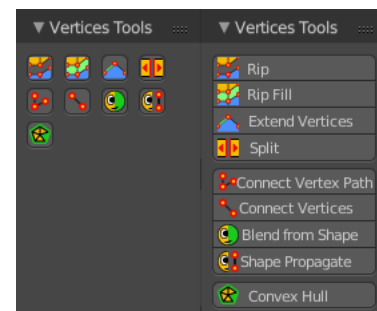 Vertices Tools
Vertices Tools
Rip
Rip Fill
Extend Vertices
Split
Connect Vertex Path
Connect Vertices
Blend from Shape
Shape Propagate
Convex Hull